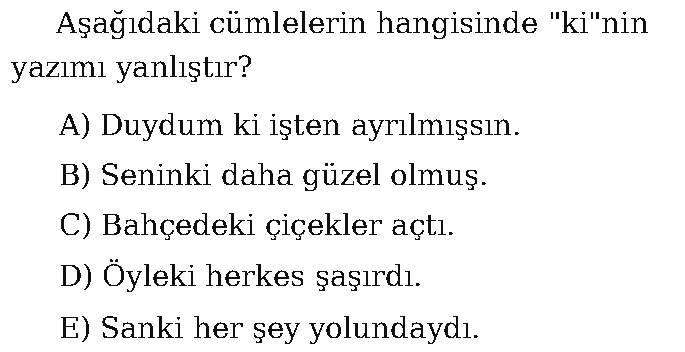 Aşağıdaki cümlelerin hangisinde "ki"nin
yazımı yanlıştır?
A) Duydum ki işten ayrılmışsın.
B) Seninki daha güzel olmuş.
C) Bahçedeki çiçekler açtı.
D) Öyleki herkes şaşırdı.
E) Sanki her şey yolundaydı.